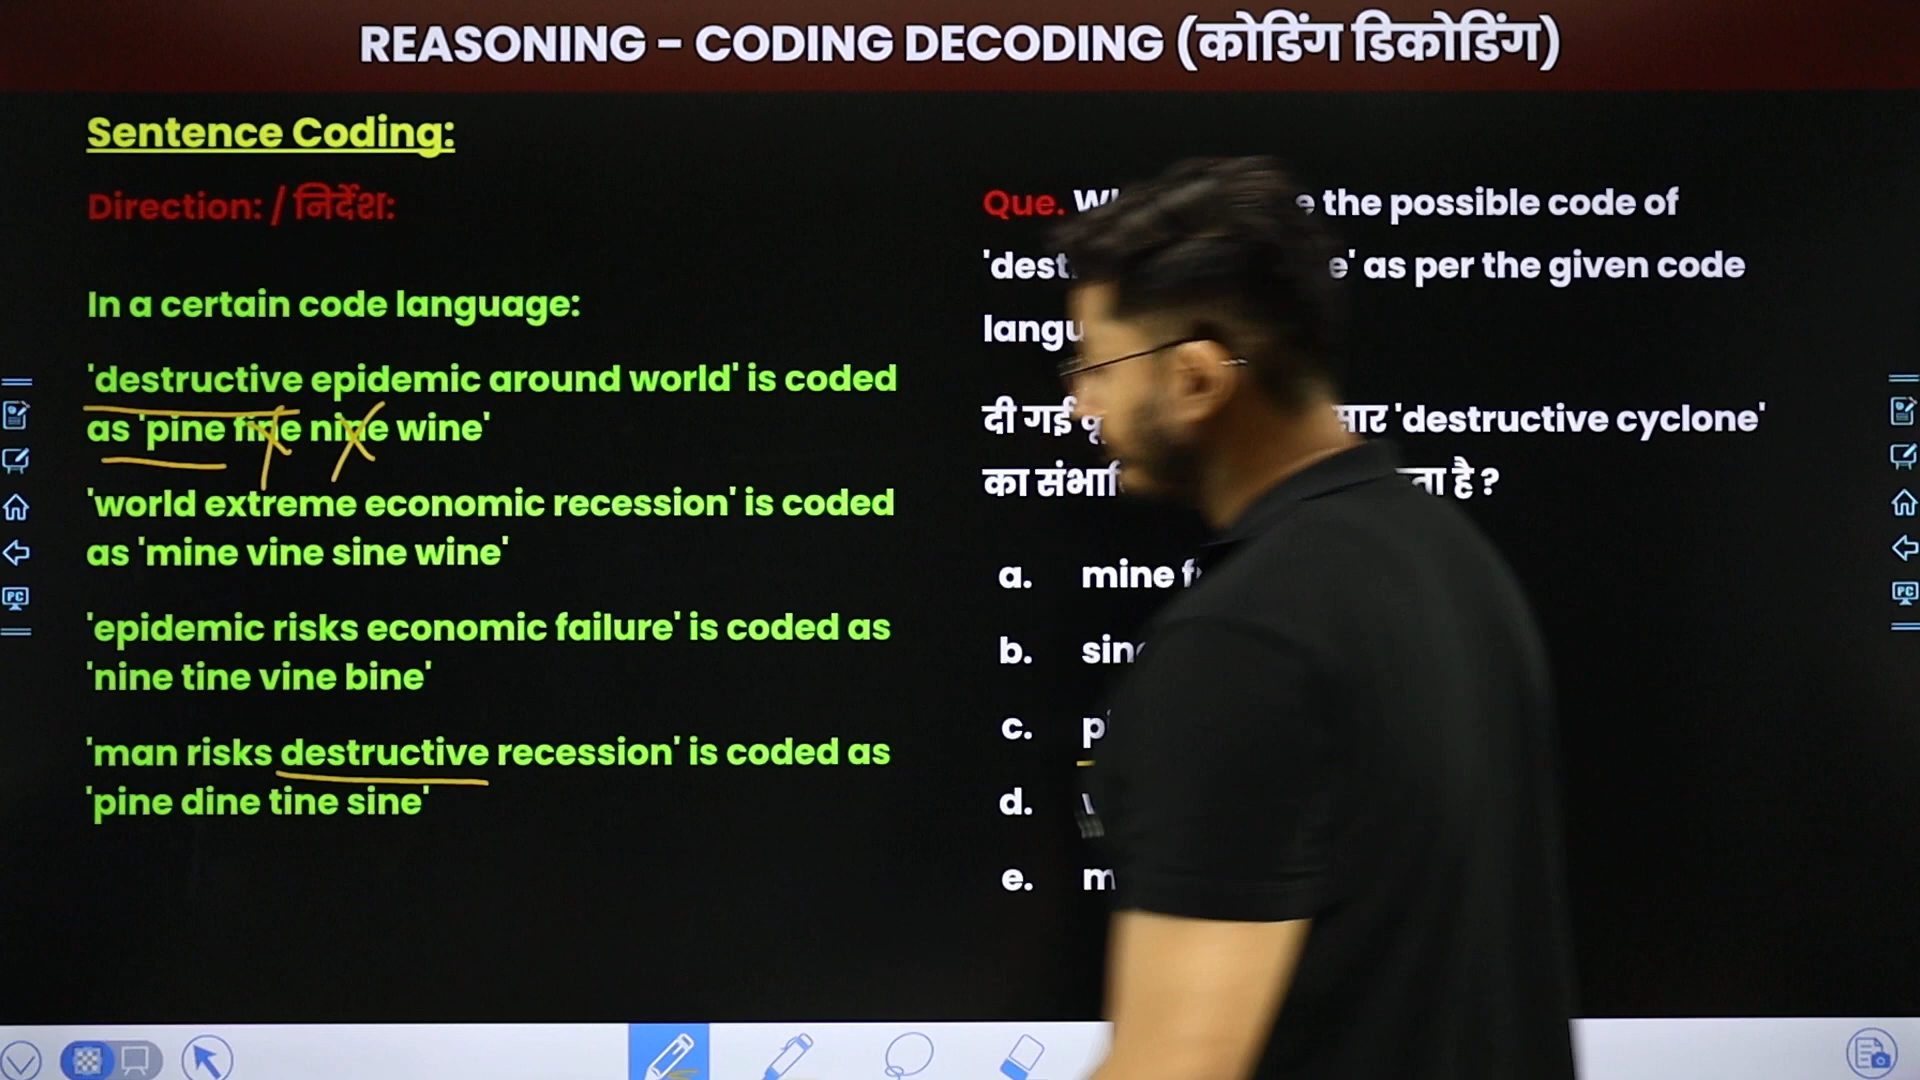 REASONING - CODING DECODING (कोडिंग डिकोडिंग)
Sentence Coding:
Direction: / निर्देश:
In a certain code language:
'destructive epidemic around world' is coded
as 'pine fine nine wine'
'world extreme economic recession' is coded
as 'mine vine sine wine'
'epidemic risks economic failure' is coded as
'nine tine vine bine'
'man risks destructive recession' is coded as
'pine dine tine sine'
Que. the possible code of
as per the given code
दी गई 'destructive cyclone'
का है ?
a. mine
b.
c.
d.
e.
PC
PC